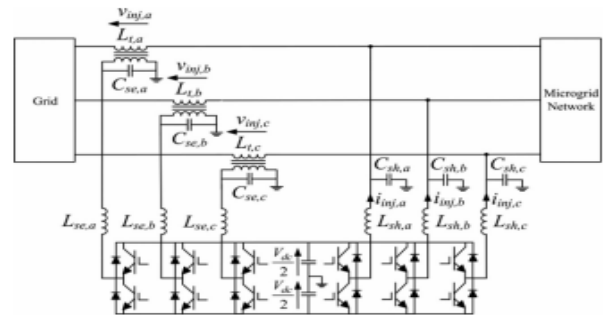 v_inj,a
L_t,a
v_inj,b
L_t,b
C_se,a
v_inj,c
L_t,c
C_se,b
C_se,c
Grid
Microgrid
Network
C_sh,a
C_sh,b
C_sh,c
i_inj,a
i_inj,b
i_inj,c
L_se,a
L_se,b
L_se,c
L_sh,a
L_sh,b
L_sh,c
V_dc/2
V_dc/2